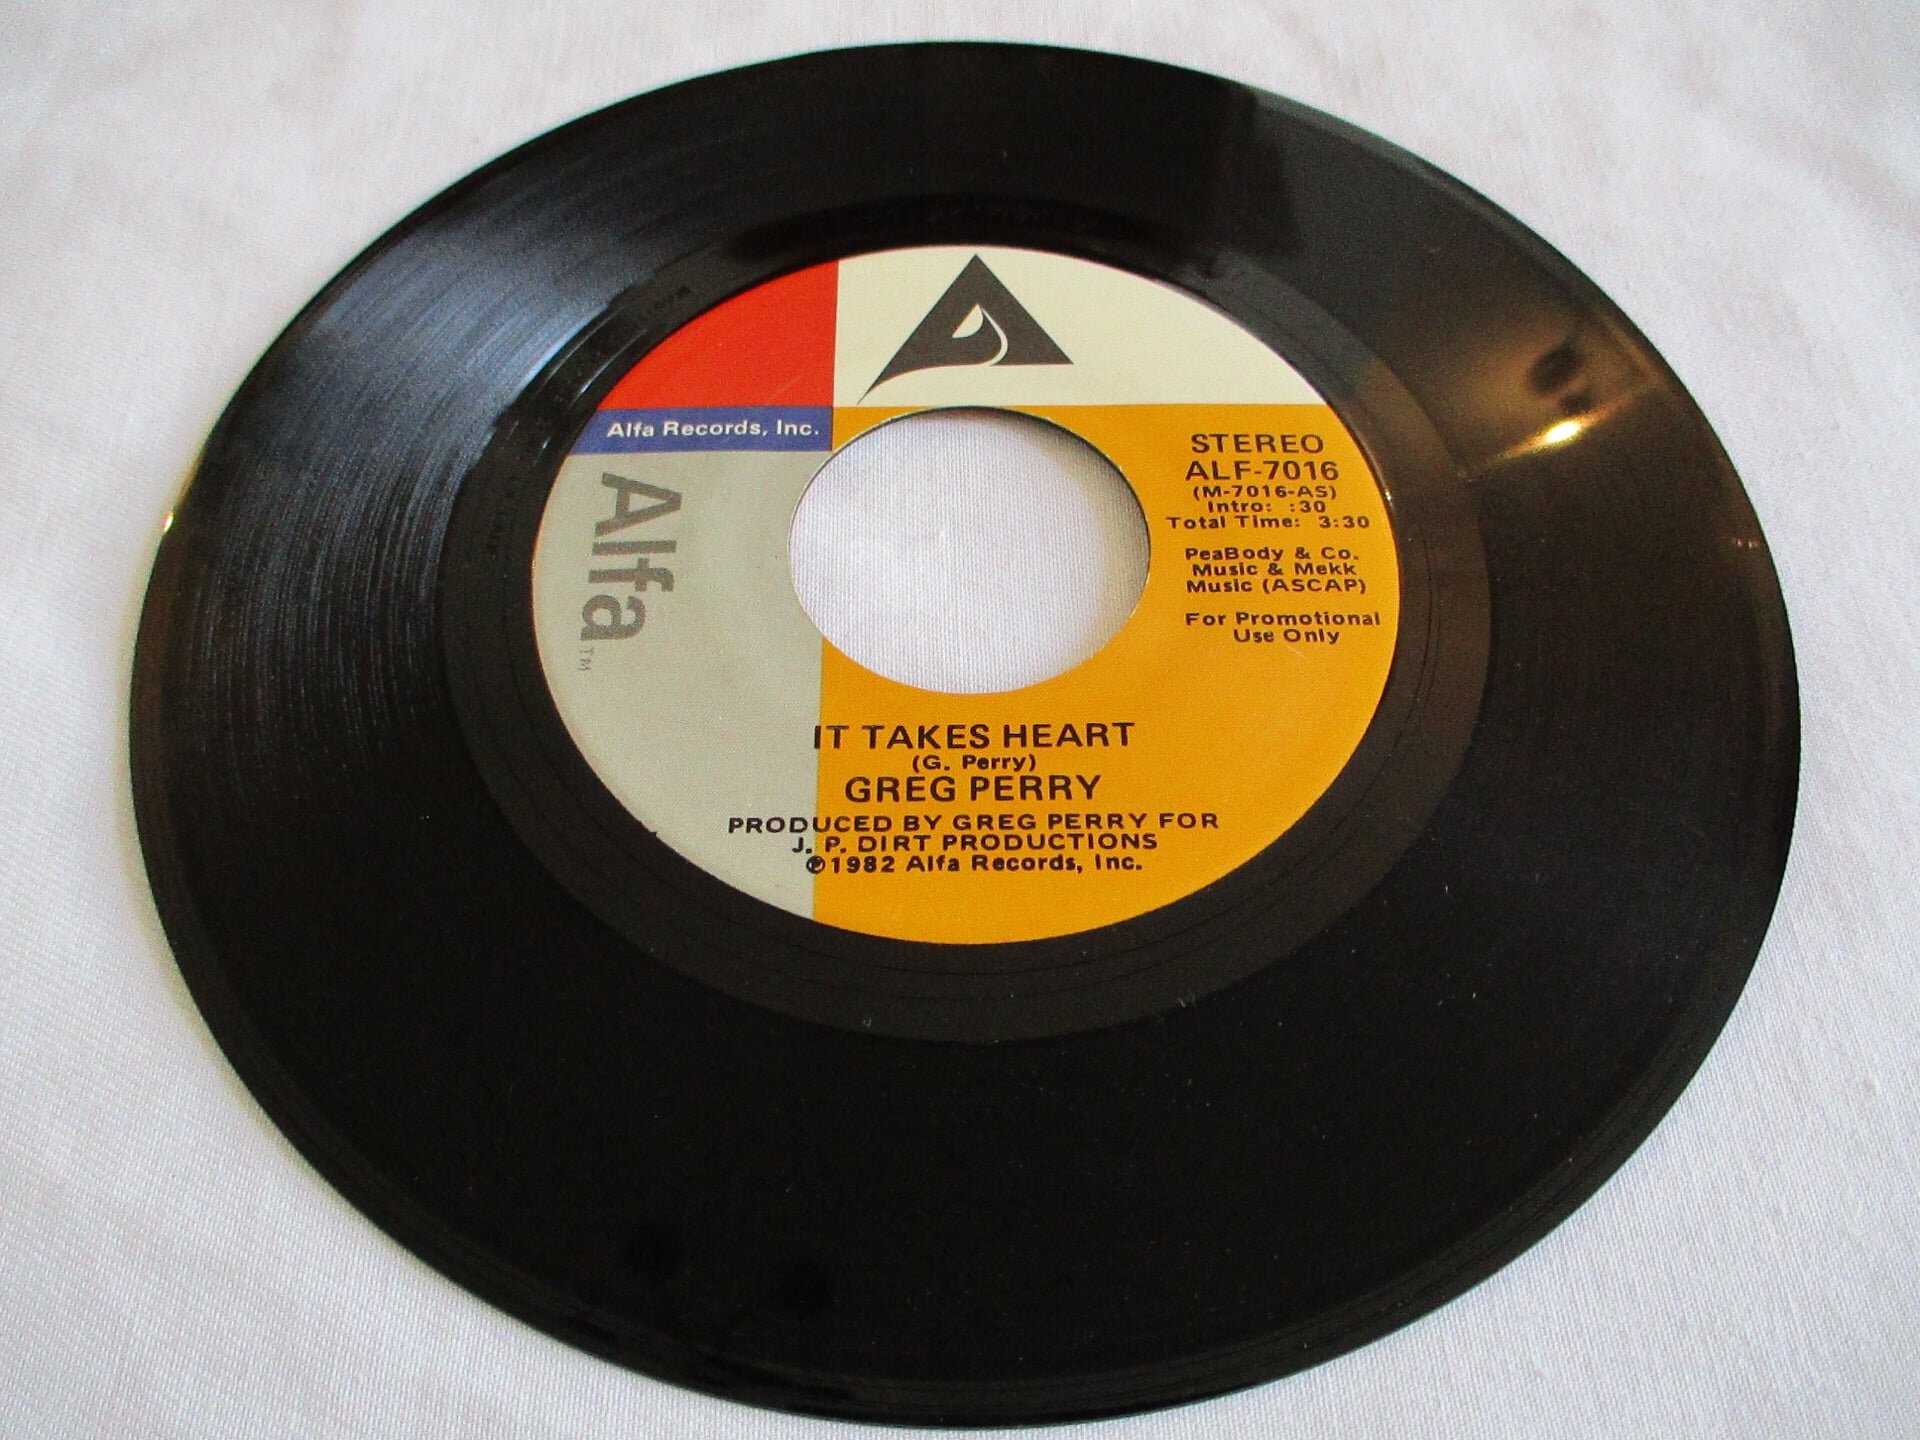 Alfa Records, Inc.
Alfa™
STEREO
ALF-7016
(M-7016-AS)
Intro: :30
Total Time: 3:30
PeaBody & Co.
Music & Mekk
Music (ASCAP)
For Promotional
Use Only
IT TAKES HEART
(G. Perry)
GREG PERRY
PRODUCED BY GREG PERRY FOR
J. P. DIRT PRODUCTIONS
℗1982 Alfa Records, Inc.